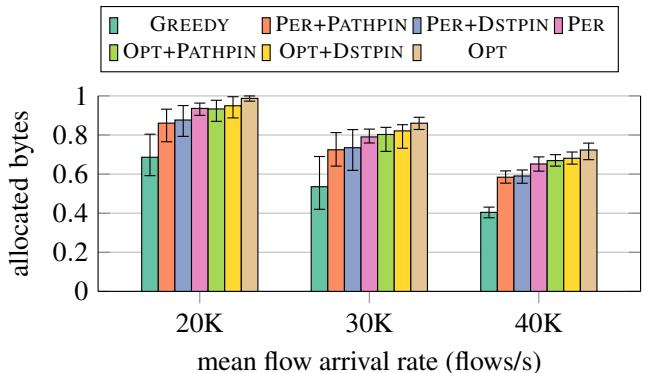 GREEDY PER+PATHPIN PER+DSTPIN PER
OPT+PATHPIN OPT+DSTPIN OPT
allocated bytes
1
0.8
0.6
0.4
0.2
0
20K 30K 40K
mean flow arrival rate (flows/s)